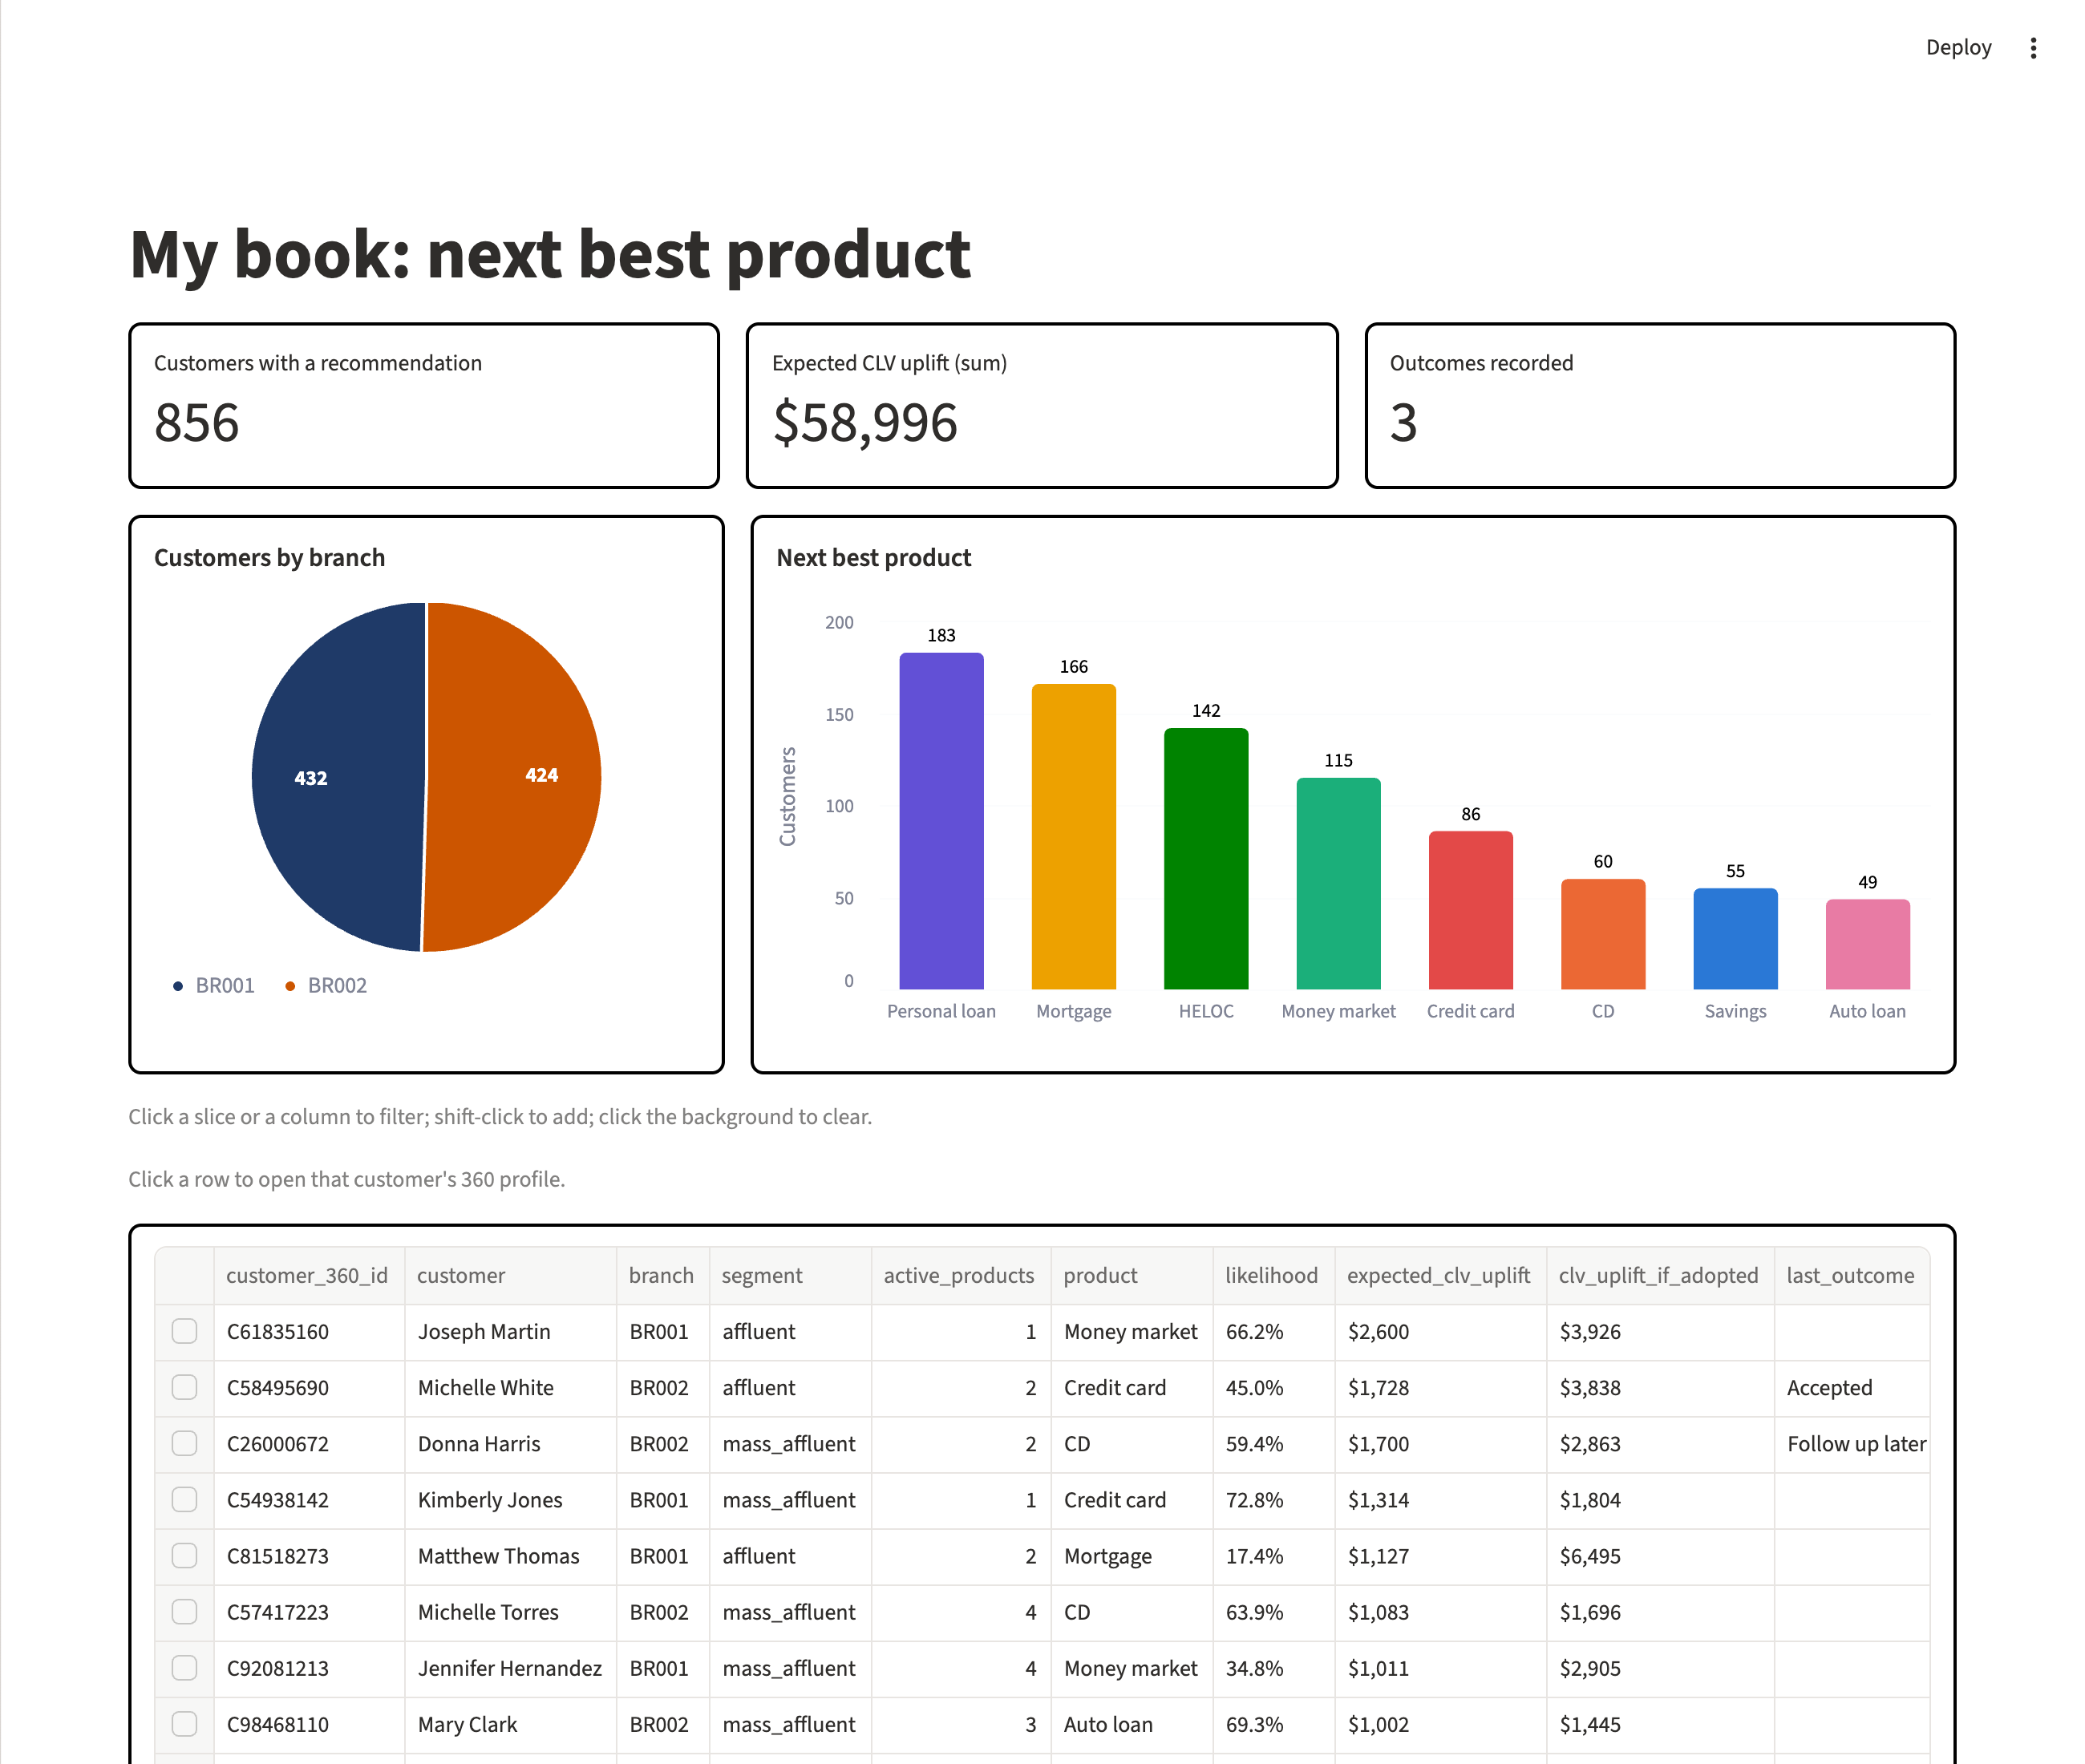 Deploy
My book: next best product
Customers with a recommendation
856
Expected CLV uplift (sum)
$58,996
Outcomes recorded
3
Customers by branch
432
424
BR001 BR002
Next best product
Customers
200
150
100
50
0
183
166
142
115
86
60
55
49
Personal loan Mortgage HELOC Money market Credit card CD Savings Auto loan
Click a slice or a column to filter; shift-click to add; click the background to clear.
Click a row to open that customer's 360 profile.
customer_360_id customer branch segment active_products product likelihood expected_clv_uplift clv_uplift_if_adopted last_outcome
C61835160 Joseph Martin BR001 affluent 1 Money market 66.2% $2,600 $3,926
C58495690 Michelle White BR002 affluent 2 Credit card 45.0% $1,728 $3,838 Accepted
C26000672 Donna Harris BR002 mass_affluent 2 CD 59.4% $1,700 $2,863 Follow up later
C54938142 Kimberly Jones BR001 mass_affluent 1 Credit card 72.8% $1,314 $1,804
C81518273 Matthew Thomas BR001 affluent 2 Mortgage 17.4% $1,127 $6,495
C57417223 Michelle Torres BR002 mass_affluent 4 CD 63.9% $1,083 $1,696
C92081213 Jennifer Hernandez BR001 mass_affluent 4 Money market 34.8% $1,011 $2,905
C98468110 Mary Clark BR002 mass_affluent 3 Auto loan 69.3% $1,002 $1,445